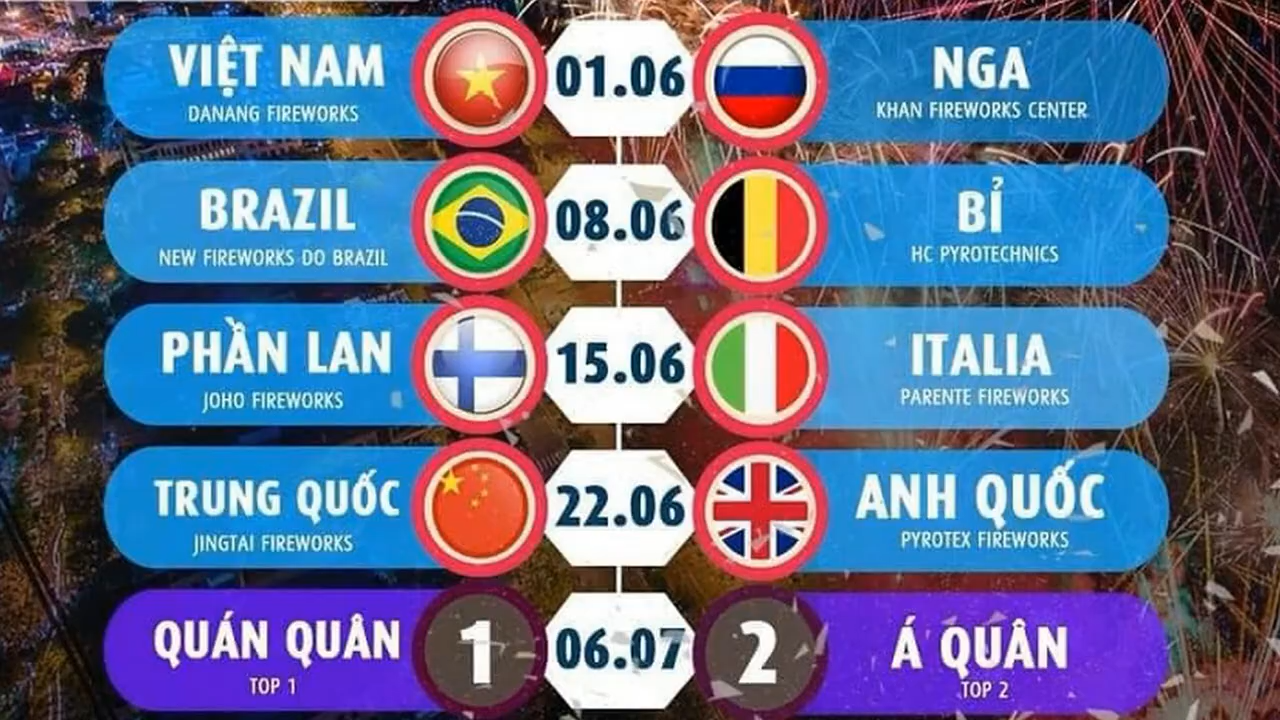 VIỆT NAM
DANANG FIREWORKS
01.06
NGA
KHAN FIREWORKS CENTER
BRAZIL
NEW FIREWORKS DO BRAZIL
08.06
BỈ
HC PYROTECHNICS
PHẦN LAN
JOHO FIREWORKS
15.06
ITALIA
PARENTE FIREWORKS
TRUNG QUỐC
JINGTAI FIREWORKS
22.06
ANH QUỐC
PYROTEX FIREWORKS
QUÁN QUÂN
TOP 1
1
06.07
2
Á QUÂN
TOP 2